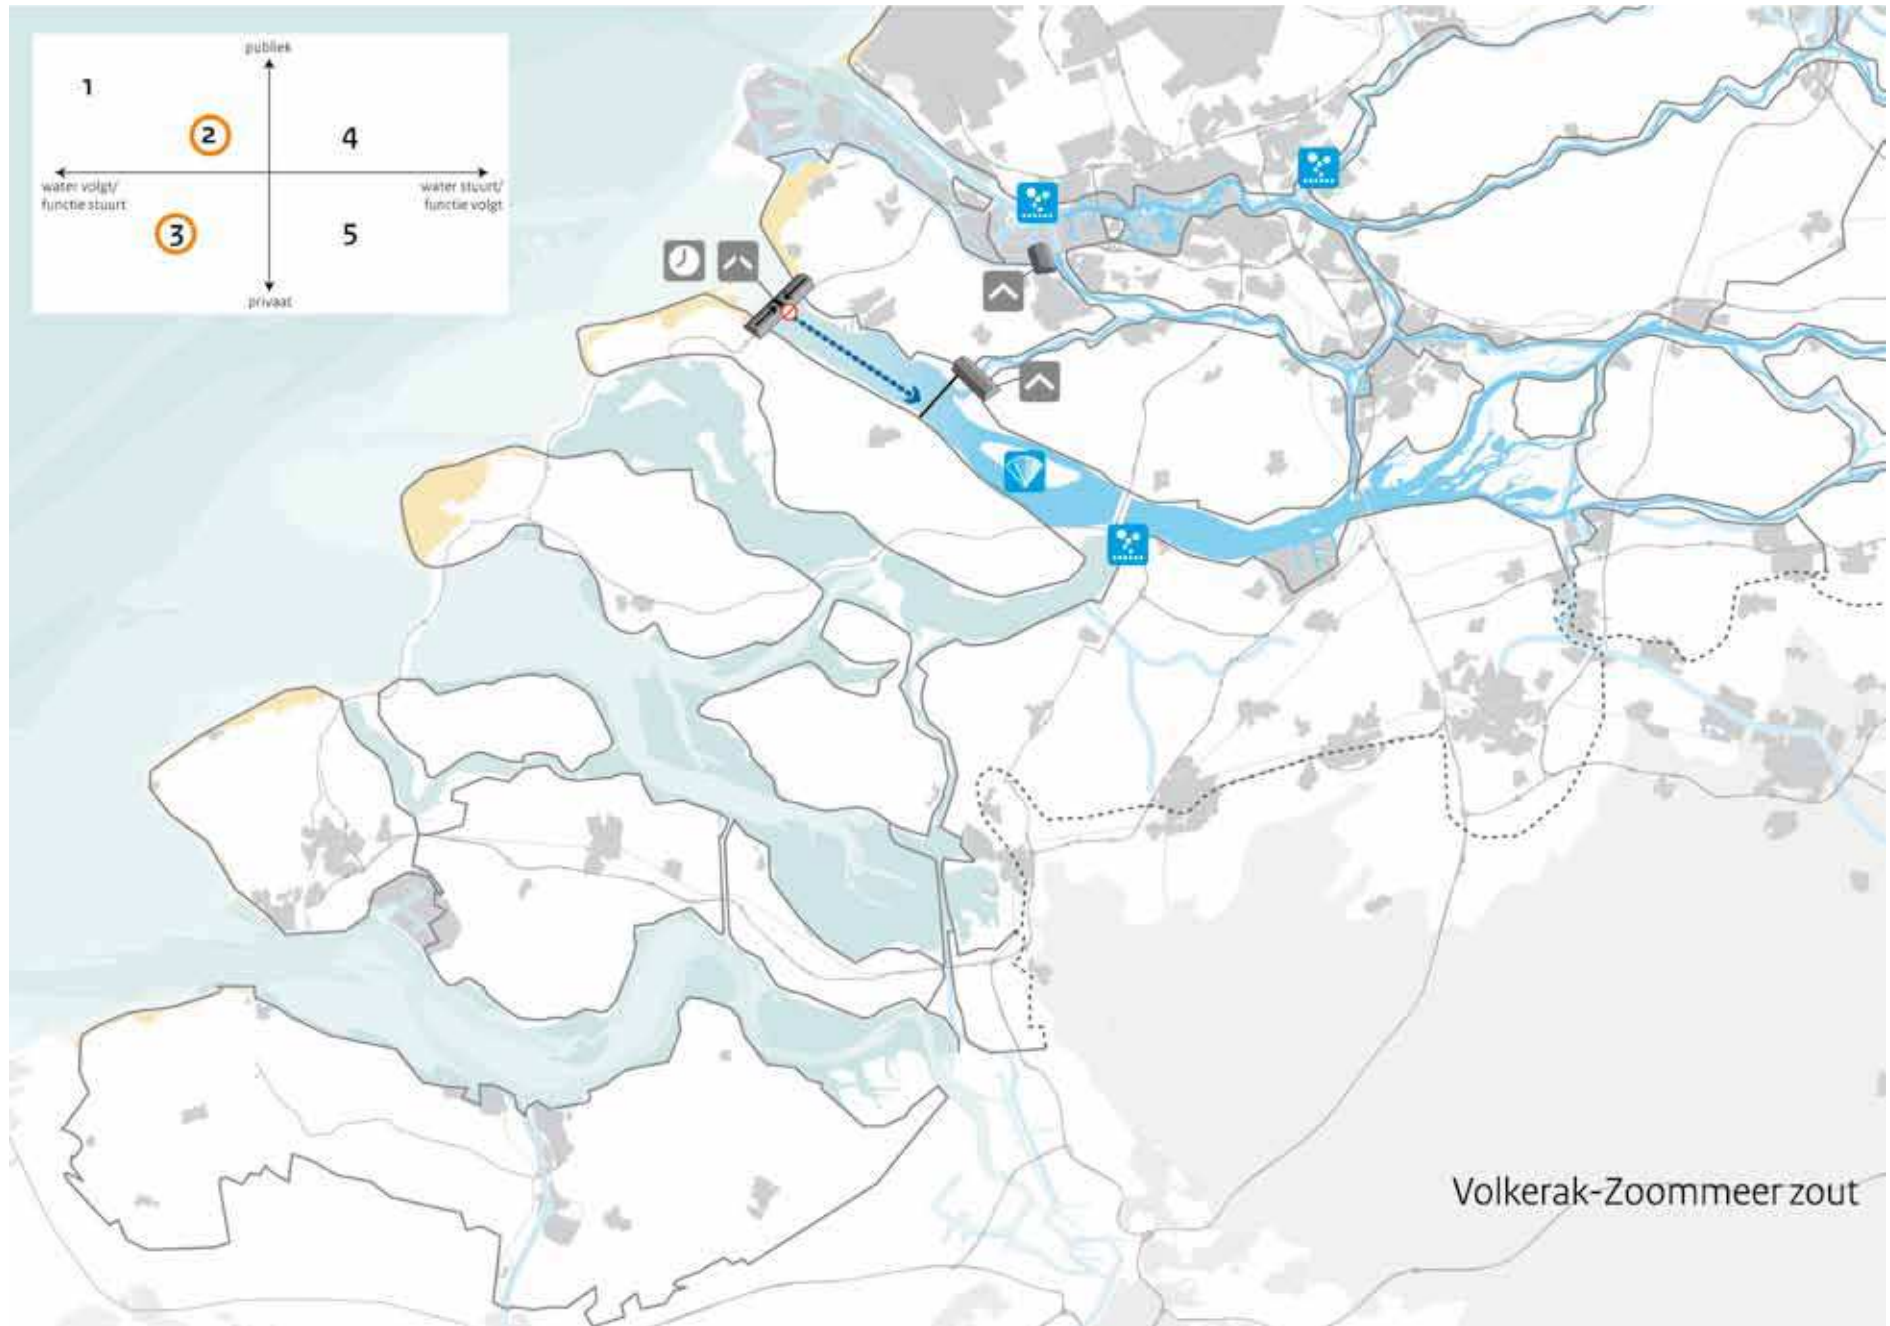 publiek
1
2
4
water volgt/
functie stuurt
water stuurt/
functie volgt
3
5
privaat
Volkerak-Zoommeer zout